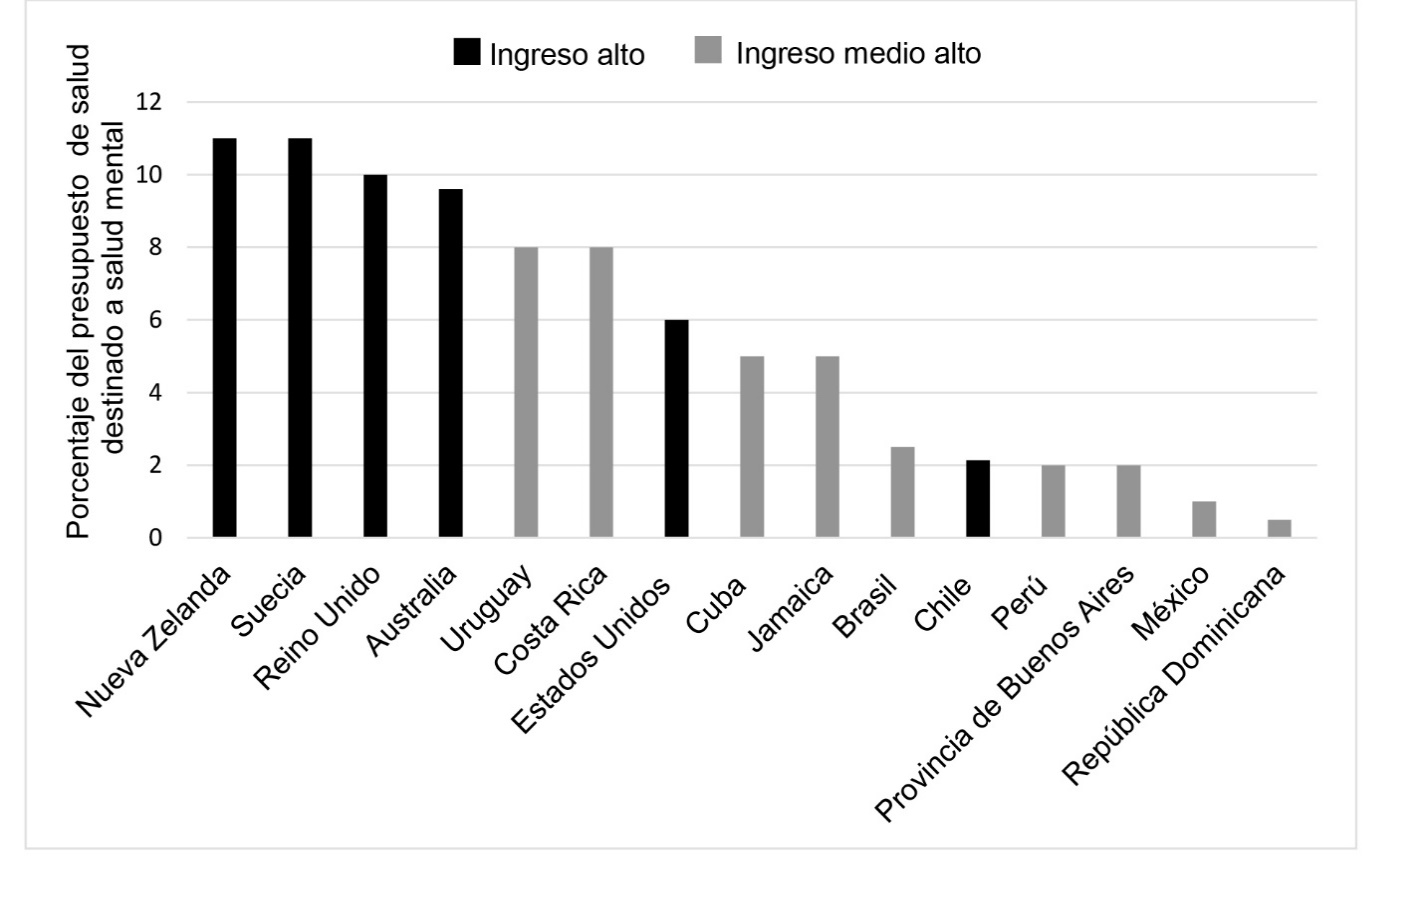 Ingreso alto
Ingreso medio alto
Porcentaje del presupuesto de salud
destinado a salud mental
12
10
8
6
4
2
0
Nueva Zelanda
Suecia
Reino Unido
Australia
Uruguay
Costa Rica
Estados Unidos
Cuba
Jamaica
Brasil
Chile
Perú
Provincia de Buenos Aires
México
República Dominicana